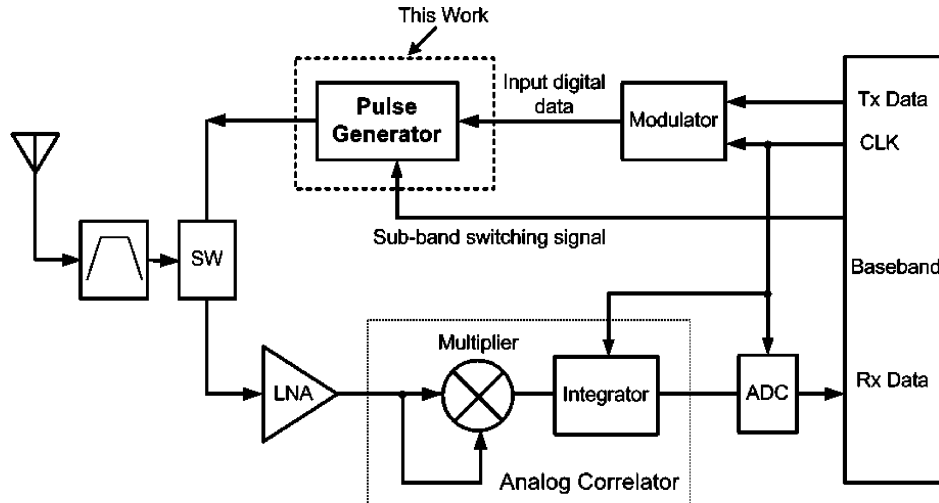 This Work
Pulse
Generator
Input digital
data
Modulator
Tx Data
CLK
Sub-band switching signal
SW
Baseband
Multiplier
LNA
Integrator
ADC
Rx Data
Analog Correlator